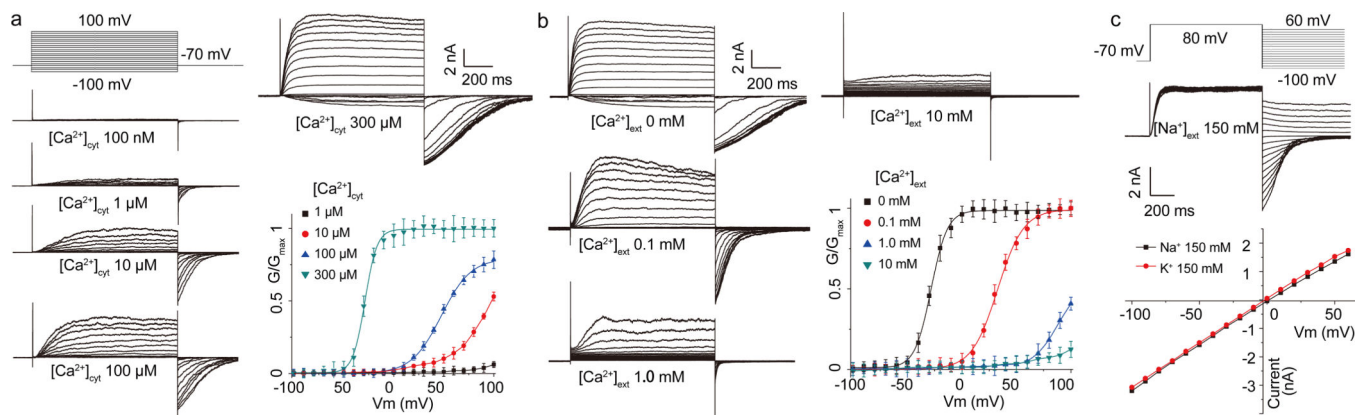 a
100 mV
-70 mV
-100 mV
[Ca²⁺]cyt 100 nM
[Ca²⁺]cyt 1 µM
[Ca²⁺]cyt 10 µM
[Ca²⁺]cyt 100 µM
2 nA
200 ms
[Ca²⁺]cyt 300 µM
[Ca²⁺]cyt
1 µM
10 µM
100 µM
300 µM
G/Gmax
1
0.5
0
-100 -50 0 50 100
Vm (mV)
b
2 nA
200 ms
[Ca²⁺]ext 0 mM
[Ca²⁺]ext 0.1 mM
[Ca²⁺]ext 1.0 mM
[Ca²⁺]ext 10 mM
[Ca²⁺]ext
0 mM
0.1 mM
1.0 mM
10 mM
G/Gmax
1
0.5
0
-100 -50 0 50 100
Vm (mV)
c
-70 mV
80 mV
60 mV
-100 mV
[Na⁺]ext 150 mM
2 nA
200 ms
Na⁺ 150 mM
K⁺ 150 mM
2
1
-1
-2
-3
-100 -50 0 50
Vm (mV)
Current
(nA)